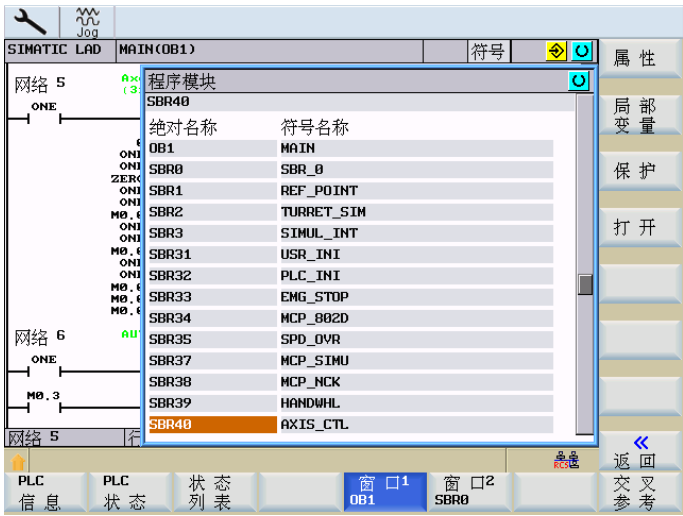 Jog
SIMATIC LAD MAIN(OB1) 符号
网络 5
ONE
程序模块
SBR40
绝对名称 符号名称
OB1 MAIN
SBR0 SBR_0
SBR1 REF_POINT
SBR2 TURRET_SIM
SBR3 SIMUL_INT
SBR31 USR_INI
SBR32 PLC_INI
SBR33 EMG_STOP
SBR34 MCP_802D
SBR35 SPD_OVR
SBR37 MCP_SIMU
SBR38 MCP_NCK
SBR39 HANDWHL
SBR40 AXIS_CTL
网络 6
ONE
M0.3
网络 5 行
属 性
局 部
变 量
保 护
打 开
返 回
RCS
PLC
信 息
PLC
状 态
状 态
列 表
窗 口1
OB1
窗 口2
SBR0
交 叉
参 考